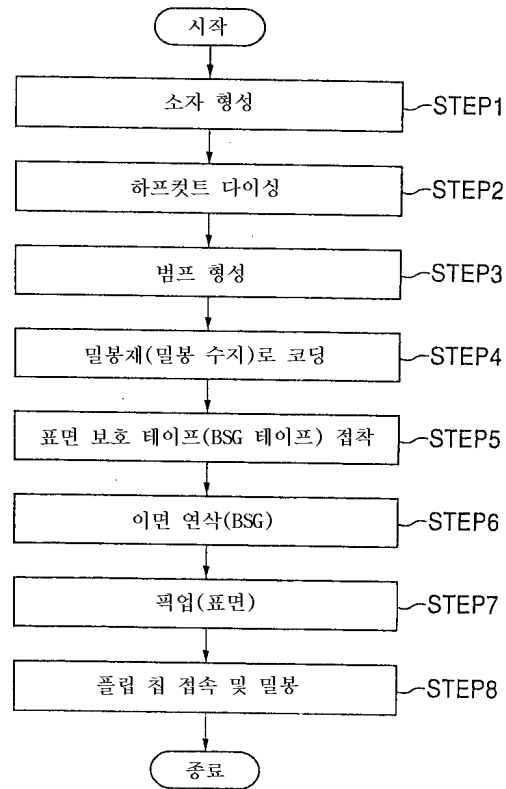 시작
소자 형성
STEP1
하프컷트 다이싱
STEP2
범프 형성
STEP3
밀봉재(밀봉 수지)로 코딩
STEP4
표면 보호 테이프(BSG 테이프) 접착
STEP5
이면 연삭(BSG)
STEP6
픽업(표면)
STEP7
플립 칩 접속 및 밀봉
STEP8
종료